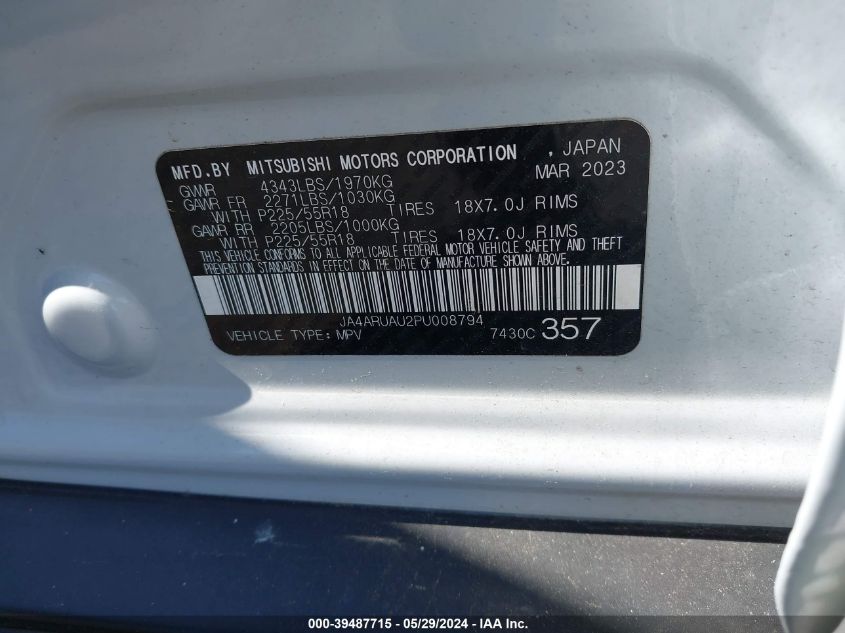 MFD.BY MITSUBISHI MOTORS CORPORATION , JAPAN
GVWR 4343LBS/1970KG MAR 2023
GAWR FR 2271LBS/1030KG
WITH P225/55R18 TIRES 18X7.0J RIMS
GAWR RR 2205LBS/1000KG
WITH P225/55R18 TIRES 18X7.0J RIMS
THIS VEHICLE CONFORMS TO ALL APPLICABLE FEDERAL MOTOR VEHICLE SAFETY AND THEFT
PREVENTION STANDARDS IN EFFECT ON THE DATE OF MANUFACTURE SHOWN ABOVE.
JA4ARUAU2PU008794
VEHICLE TYPE: MPV 7430C 357
000-39487715 - 05/29/2024 - © IAA Holdings, LLC.